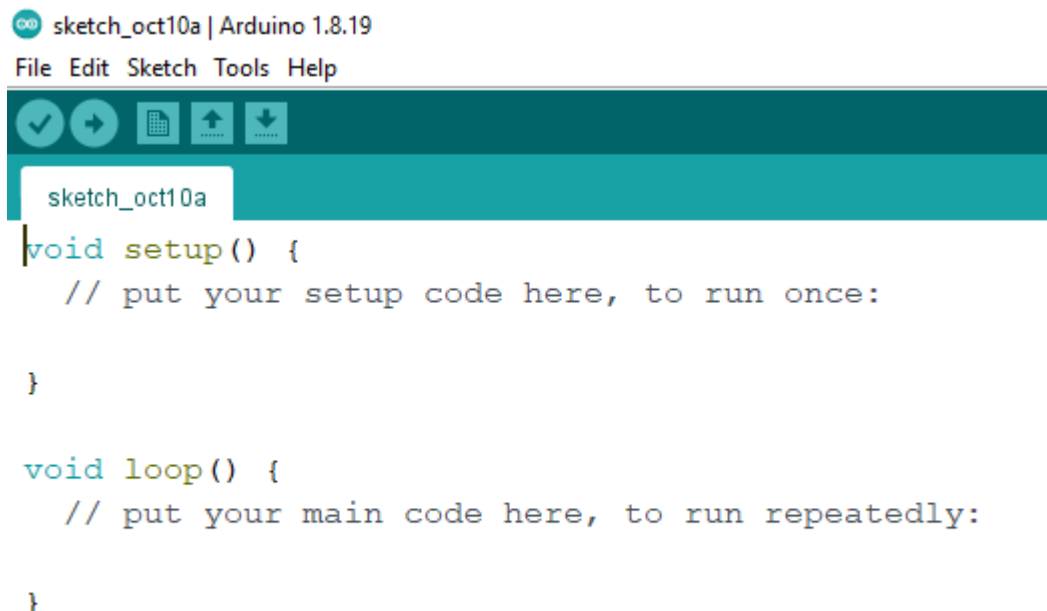 sketch_oct10a | Arduino 1.8.19
File Edit Sketch Tools Help
sketch_oct10a
void setup() {
  // put your setup code here, to run once:
}
void loop() {
  // put your main code here, to run repeatedly:
}